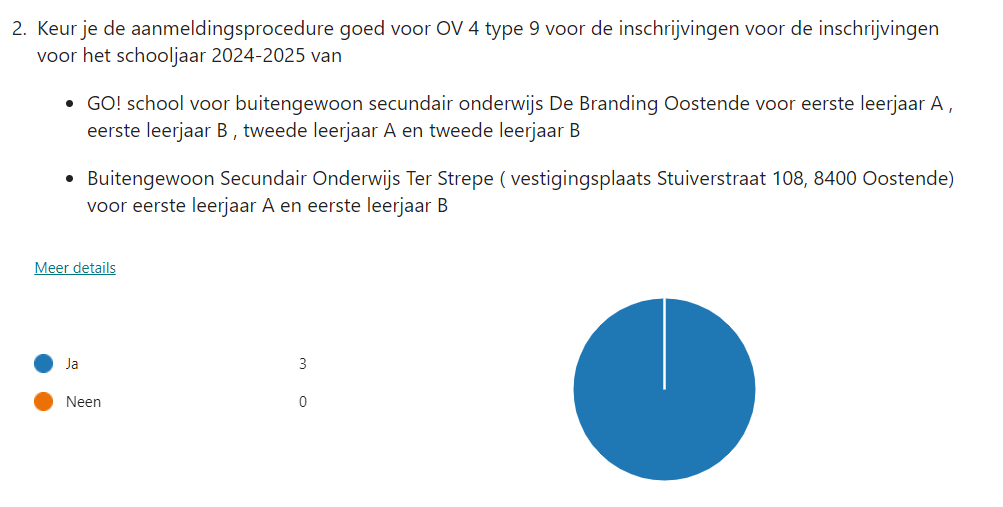 2. Keur je de aanmeldingsprocedure goed voor OV 4 type 9 voor de inschrijvingen voor de inschrijvingen
voor het schooljaar 2024-2025 van
• GO! school voor buitengewoon secundair onderwijs De Branding Oostende voor eerste leerjaar A ,
eerste leerjaar B , tweede leerjaar A en tweede leerjaar B
• Buitengewoon Secundair Onderwijs Ter Strepe ( vestigingsplaats Stuiverstraat 108, 8400 Oostende)
voor eerste leerjaar A en eerste leerjaar B
Meer details
Ja 3
Neen 0